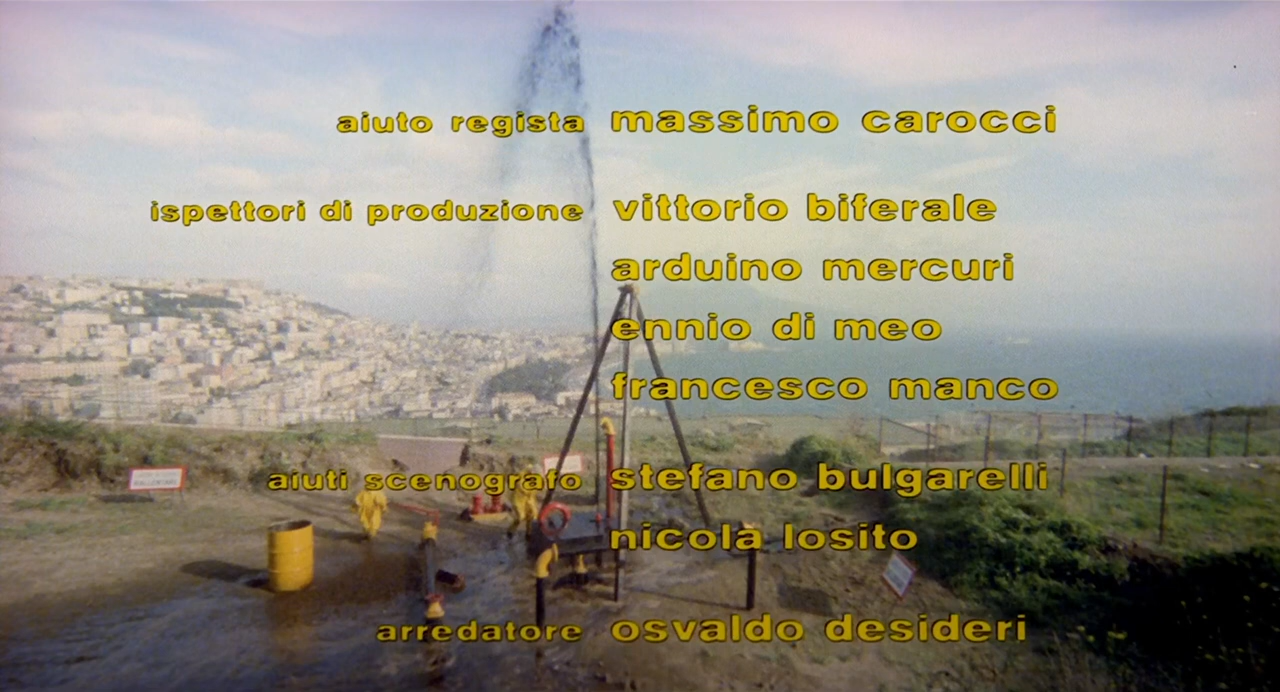 aiuto regista massimo carocci
ispettori di produzione vittorio biferale
arduino mercuri
ennio di meo
francesco manco
aiuti scenografo stefano bulgarelli
nicola losito
arredatore osvaldo desideri